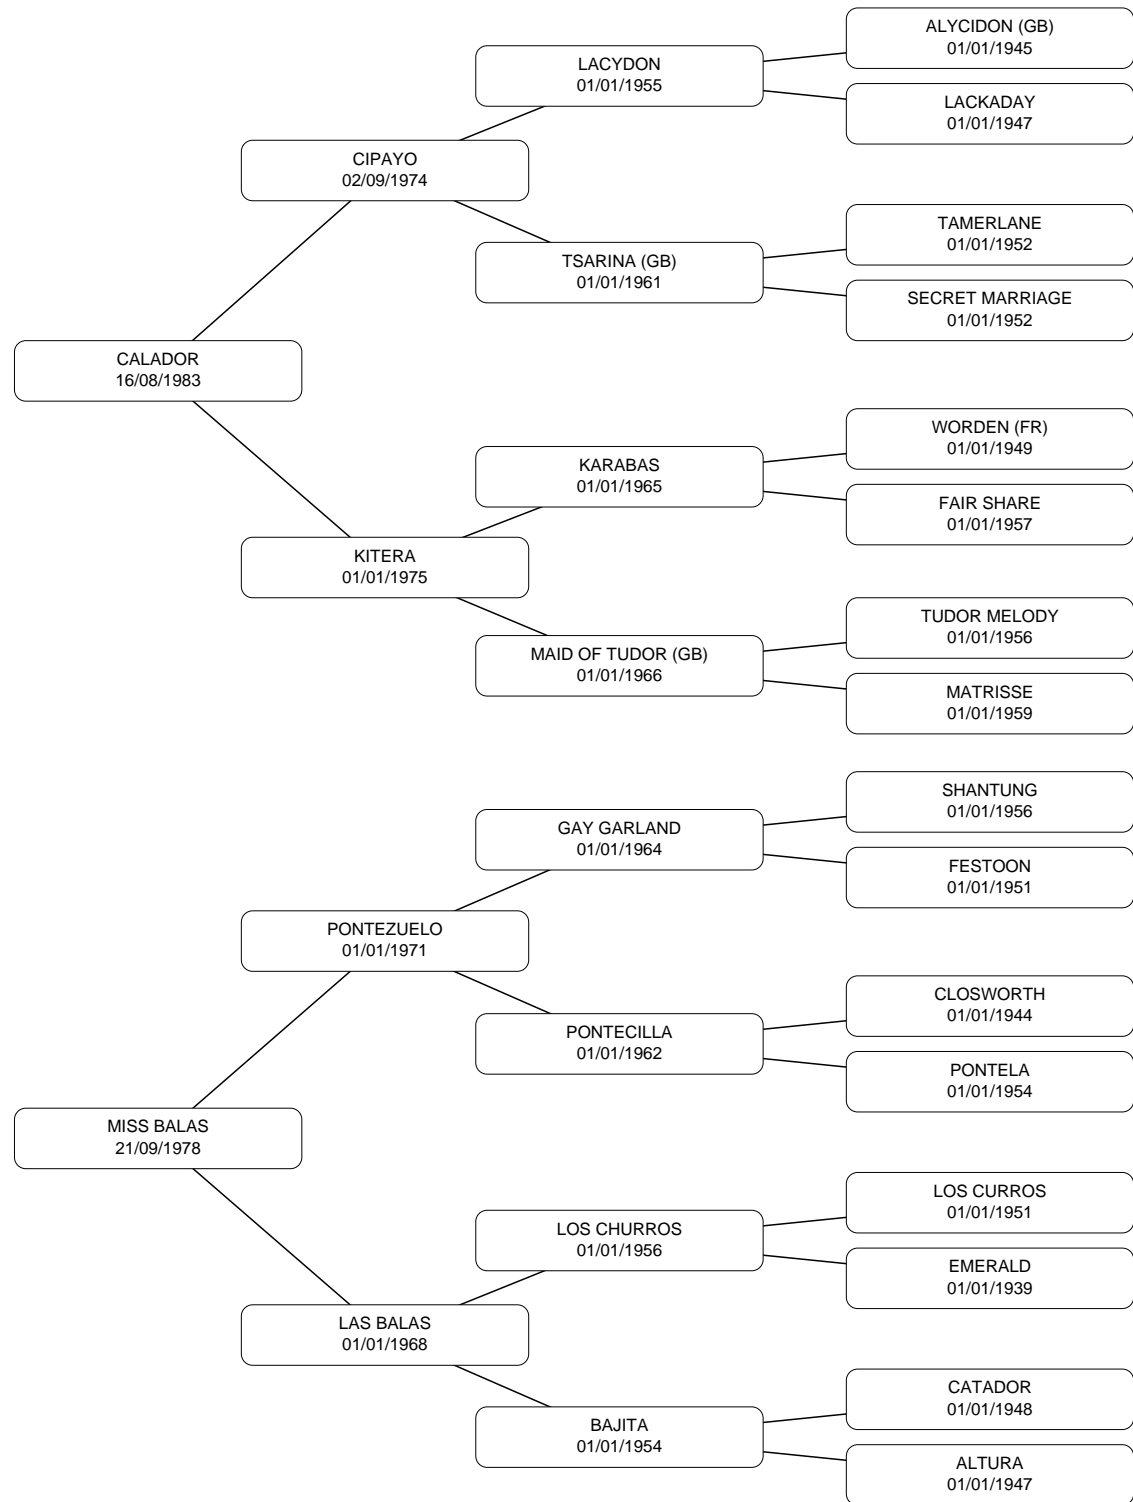 ALYCIDON (GB)
01/01/1945
LACYDON
01/01/1955
LACKADAY
01/01/1947
CIPAYO
02/09/1974
TAMERLANE
01/01/1952
TSARINA (GB)
01/01/1961
SECRET MARRIAGE
01/01/1952
CALADOR
16/08/1983
WORDEN (FR)
01/01/1949
KARABAS
01/01/1965
FAIR SHARE
01/01/1957
KITERA
01/01/1975
TUDOR MELODY
01/01/1956
MAID OF TUDOR (GB)
01/01/1966
MATRISSE
01/01/1959
SHANTUNG
01/01/1956
GAY GARLAND
01/01/1964
FESTOON
01/01/1951
PONTEZUELO
01/01/1971
CLOSWORTH
01/01/1944
PONTECILLA
01/01/1962
PONTELA
01/01/1954
MISS BALAS
21/09/1978
LOS CURROS
01/01/1951
LOS CHURROS
01/01/1956
EMERALD
01/01/1939
LAS BALAS
01/01/1968
CATADOR
01/01/1948
BAJITA
01/01/1954
ALTURA
01/01/1947